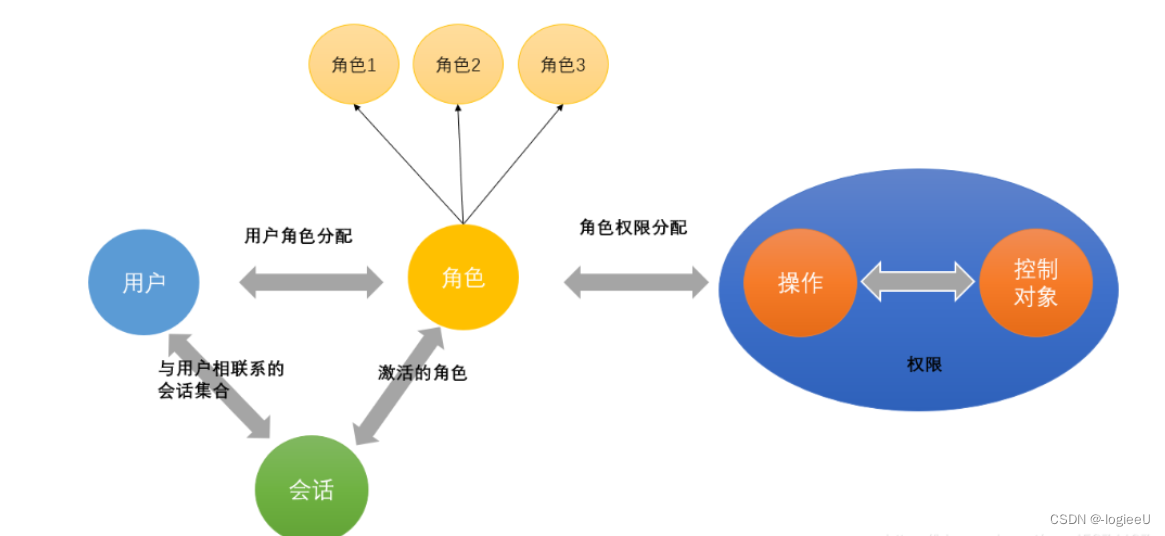 角色1
角色2
角色3
用户角色分配
角色权限分配
用户
角色
操作
控制
对象
与用户相联系的
会话集合
激活的角色
权限
会话
CSDN @-logieeU